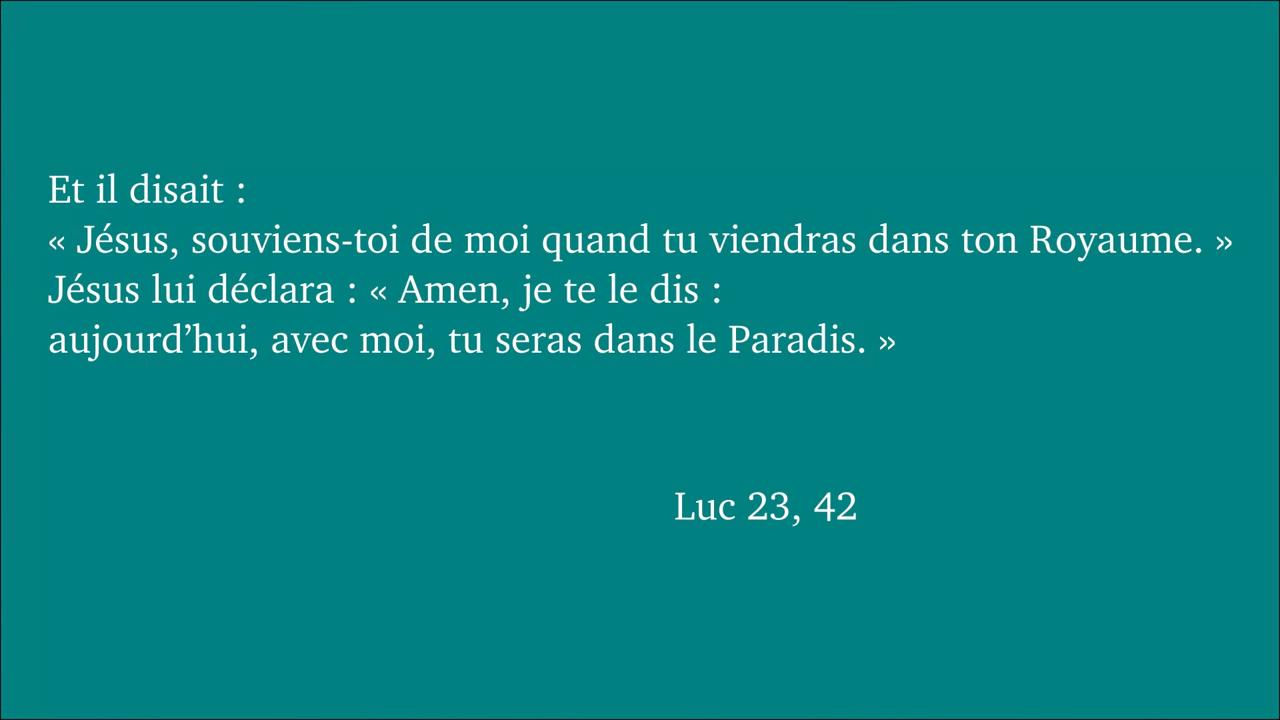 Et il disait :
« Jésus, souviens-toi de moi quand tu viendras dans ton Royaume. »
Jésus lui déclara : « Amen, je te le dis :
aujourd’hui, avec moi, tu seras dans le Paradis. »
Luc 23, 42